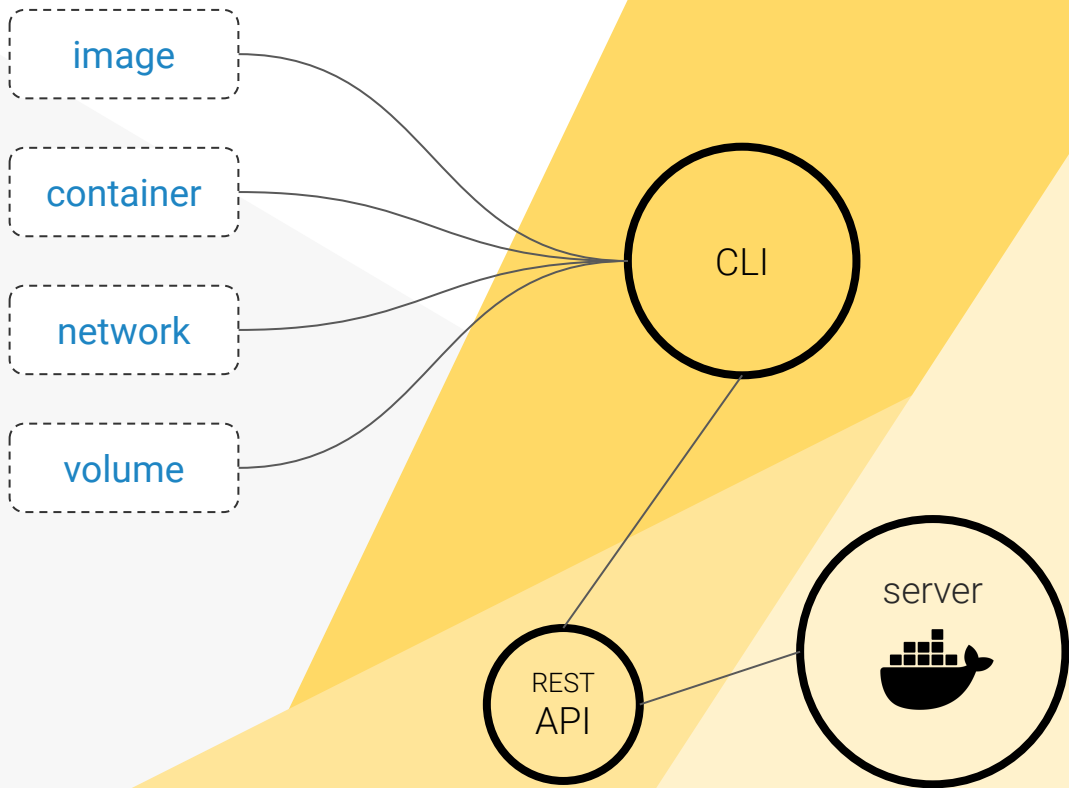 image
container
network
volume
CLI
REST
API
server